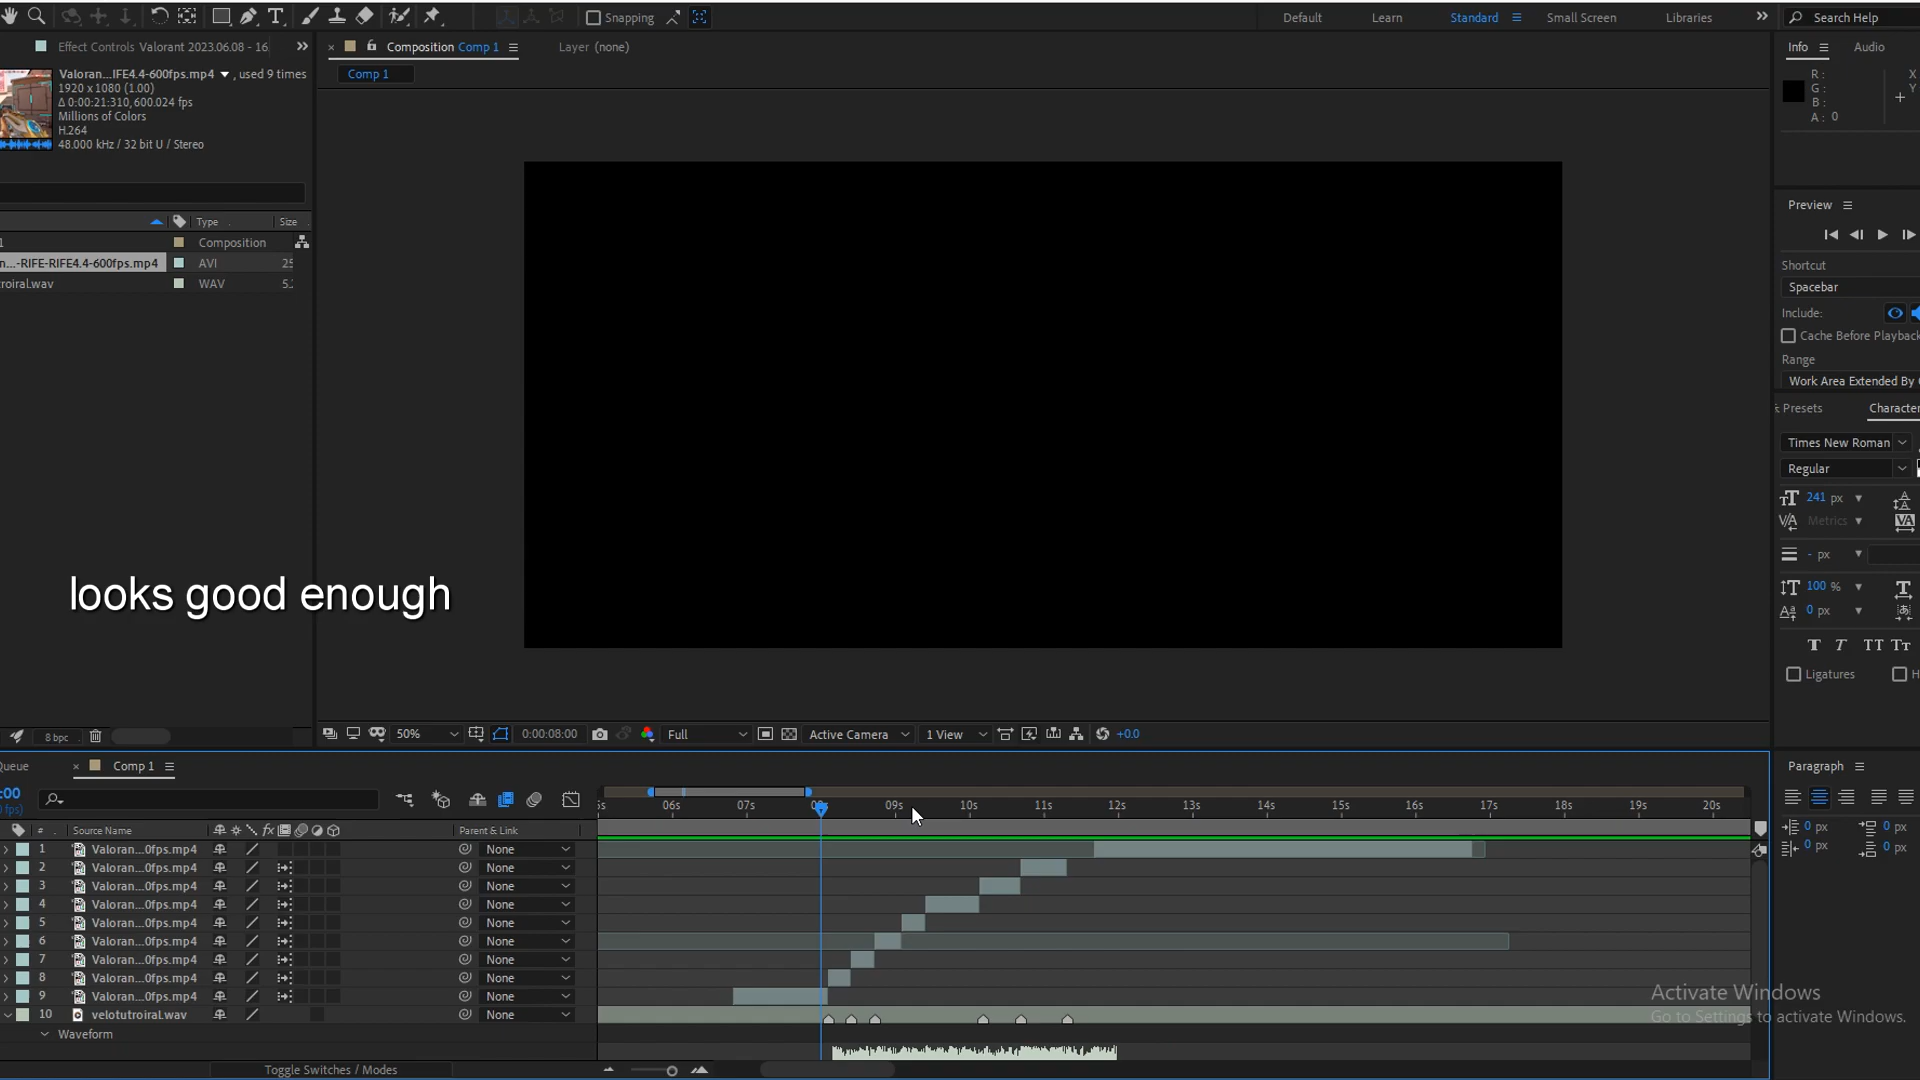 Snapping
Default
Learn
Standard
Small Screen
Libraries
Search Help
Effect Controls Valorant 2023.06.08 - 16
Composition Comp 1
Layer (none)
Info
Audio
Comp 1
Valoran...IFE4.4-600fps.mp4 , used 9 times
1920 x 1080 (1.00)
Δ 0:00:21:310, 600.024 fps
Millions of Colors
H.264
48.000 kHz / 32 bit U / Stereo
R :
G :
B :
A : 0
X
Y
Type
Size
1
Composition
n...-RIFE-RIFE4.4-600fps.mp4
AVI
25
roiral.wav
WAV
5.2
Preview
Shortcut
Spacebar
Include:
Cache Before Playback
Range
Work Area Extended By
Presets
Character
Times New Roman
Regular
241 px
Metrics
- px
100 %
0 px
Ligatures
looks good enough
8 bpc
50%
0:00:08:00
Full
Active Camera
1 View
+0.0
Queue
Comp 1
Paragraph
:00
fps)
5s
06s
07s
09s
10s
11s
12s
13s
14s
15s
16s
17s
18s
19s
20s
# Source Name
Parent & Link
0 px
0 px
0 px
0 px
1 Valoran...0fps.mp4 None
2 Valoran...0fps.mp4 None
3 Valoran...0fps.mp4 None
4 Valoran...0fps.mp4 None
5 Valoran...0fps.mp4 None
6 Valoran...0fps.mp4 None
7 Valoran...0fps.mp4 None
8 Valoran...0fps.mp4 None
9 Valoran...0fps.mp4 None
10 velotutroiral.wav None
Waveform
Toggle Switches / Modes
Activate Windows
Go to Settings to activate Windows.